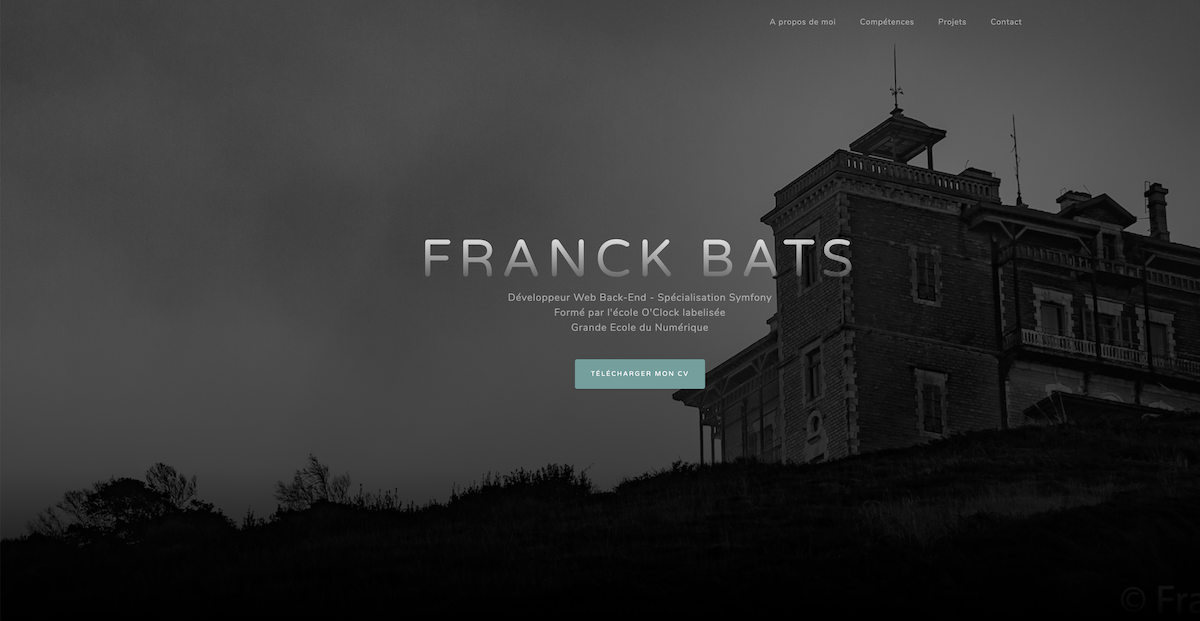 A propos de moi
Compétences
Projets
Contact
FRANCK BATS
Développeur Web Back-End - Spécialisation Symfony
Formé par l'école O'Clock labelisée
Grande Ecole du Numérique
TÉLÉCHARGER MON CV
© Fra